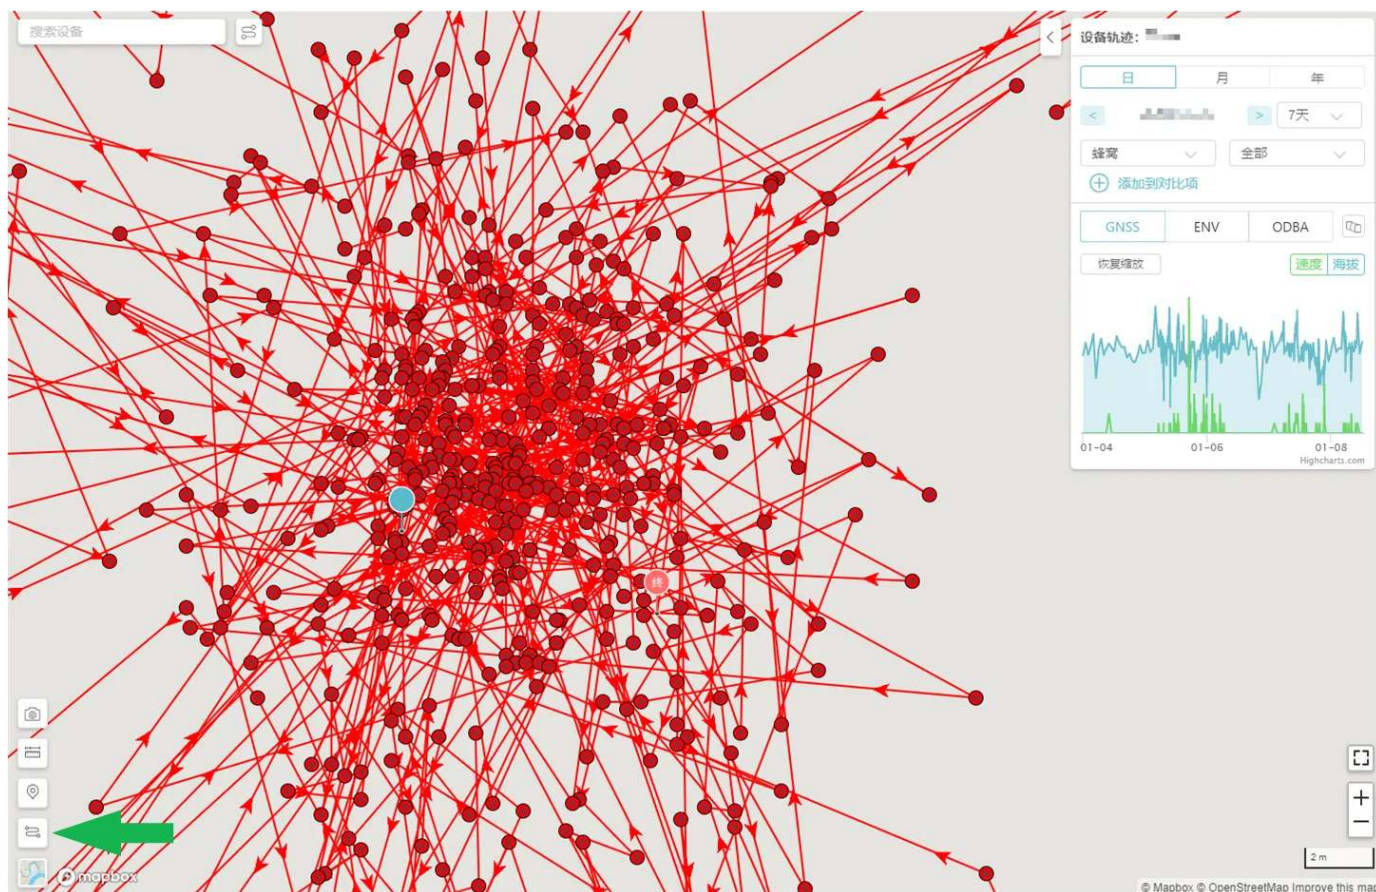 搜索设备
设备轨迹:
日 月 年
< > 7天
蜂窝 全部
添加到对比项
GNSS ENV ODBA
恢复缩放 速度 海拔
01-04 01-06 01-08
Highcharts.com
终
2 m
mapbox
© Mapbox © OpenStreetMap Improve this map